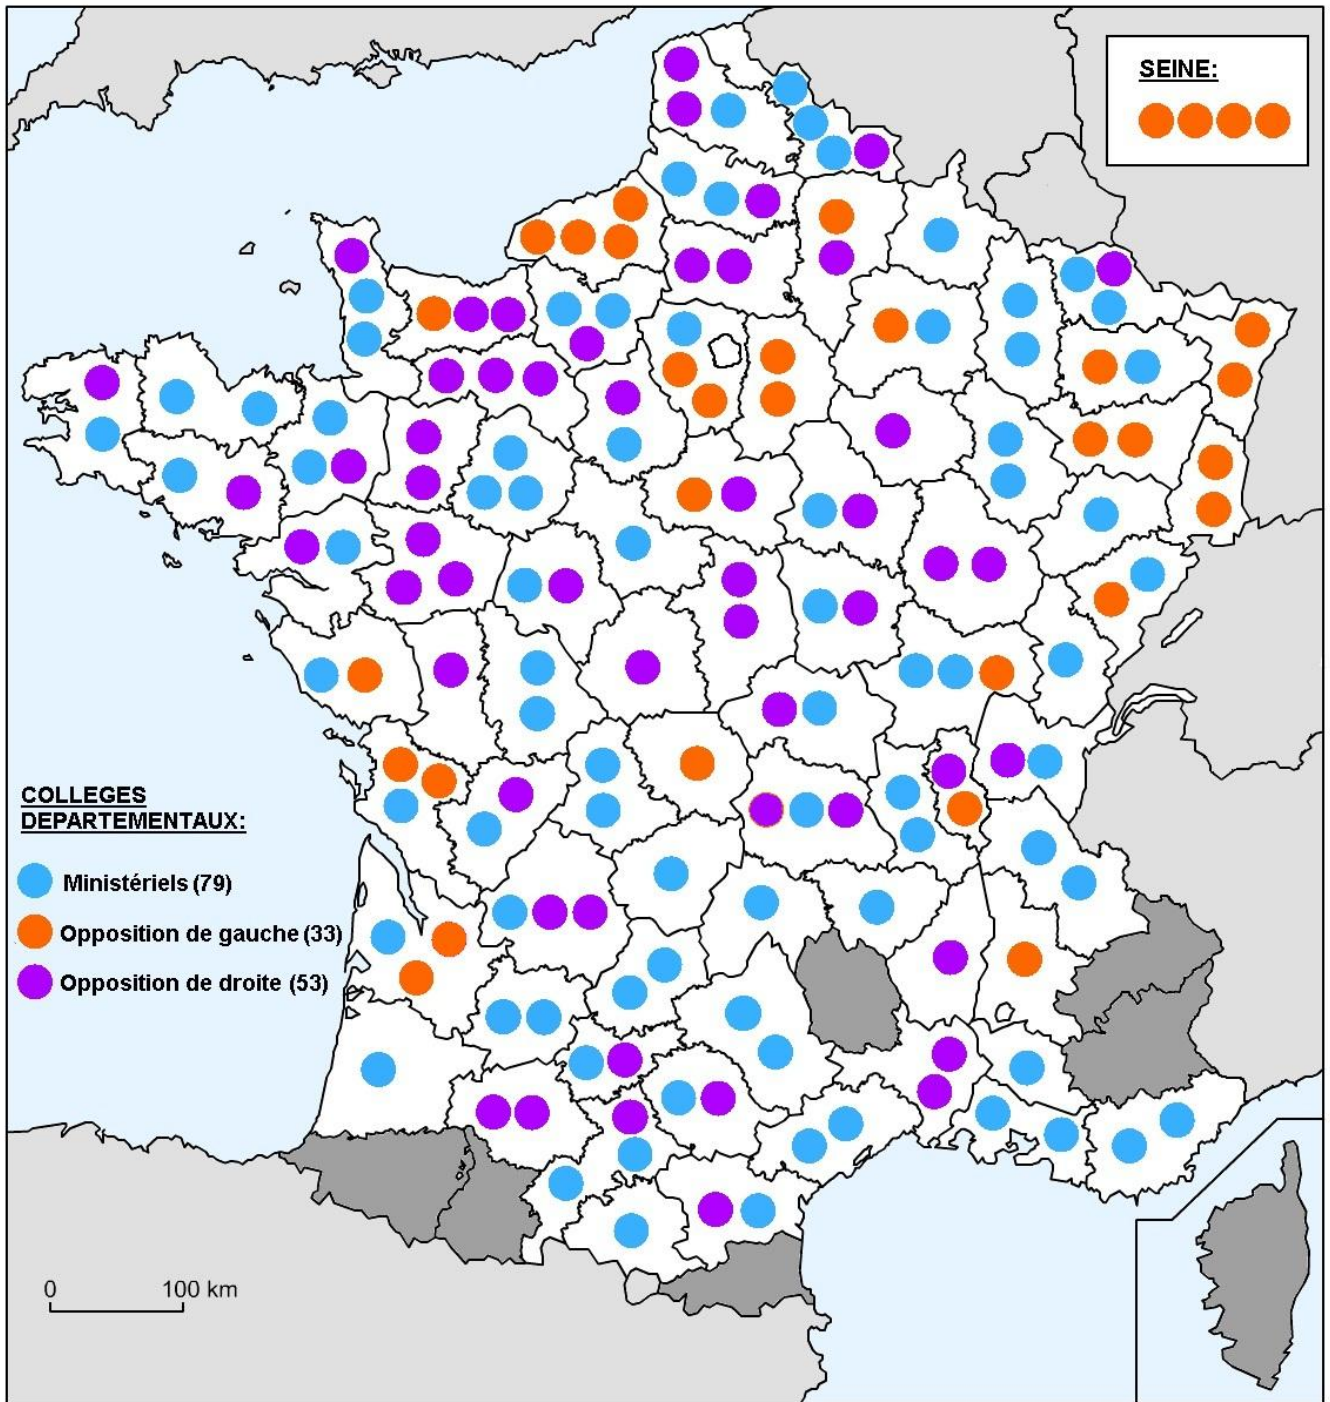 SEINE:
COLLEGES
DEPARTEMENTAUX:
Ministériels (79)
Opposition de gauche (33)
Opposition de droite (53)
0 100 km